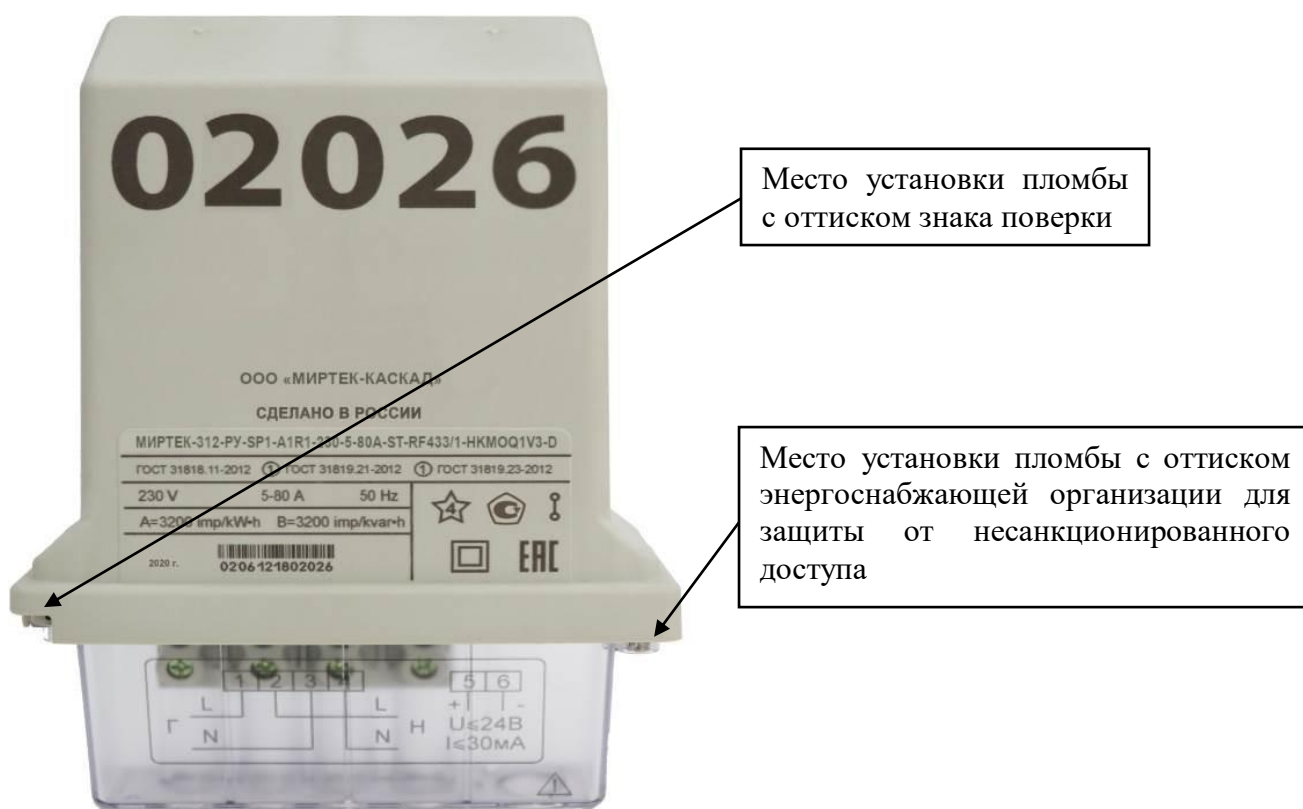 02026
Место установки пломбы
с оттиском знака поверки
ООО «МИРТЕК-КАСКАД»
СДЕЛАНО В РОССИИ
МИРТЕК-312-РУ-SP1-A1R1-230-5-80A-ST-RF433/1-HKMOQ1V3-D
ГОСТ 31818.11-2012 1 ГОСТ 31819.21-2012 1 ГОСТ 31819.23-2012
230 V 5-80 A 50 Hz
4
A=3200 imp/kW•h B=3200 imp/kvar•h
2020 г.
0206121802026
EAC
Место установки пломбы с оттиском
энергоснабжающей организации для
защиты от несанкционированного
доступа
1 2 3 4 5 6
L L + -
Г Н U≤24В
N N I≤30мА